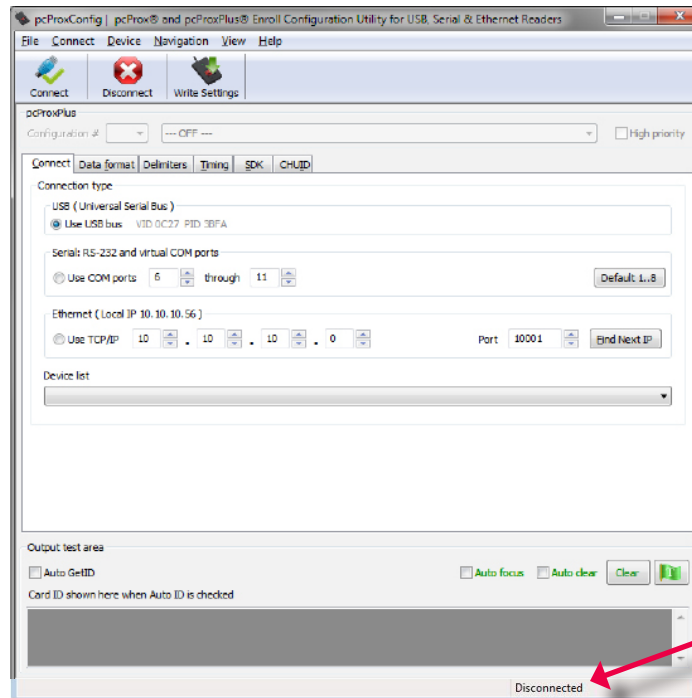 pcProxConfig | pcProx® and pcProxPlus® Enroll Configuration Utility for USB, Serial & Ethernet Readers
File Connect Device Navigation View Help
Connect Disconnect Write Settings
pcProxPlus
Configuration # --- OFF --- High priority
Connect Data format Delimiters Timing SDK CHUID
Connection type
USB ( Universal Serial Bus )
Use USB bus VID 0C27 PID 3BFA
Serial: RS-232 and virtual COM ports
Use COM ports 6 through 11 Default 1..8
Ethernet ( Local IP 10.10.10.56 )
Use TCP/IP 10 . 10 . 10 . 0 Port 10001 Find Next IP
Device list
Output test area
Auto GetID Auto focus Auto clear Clear
Card ID shown here when Auto ID is checked
Disconnected